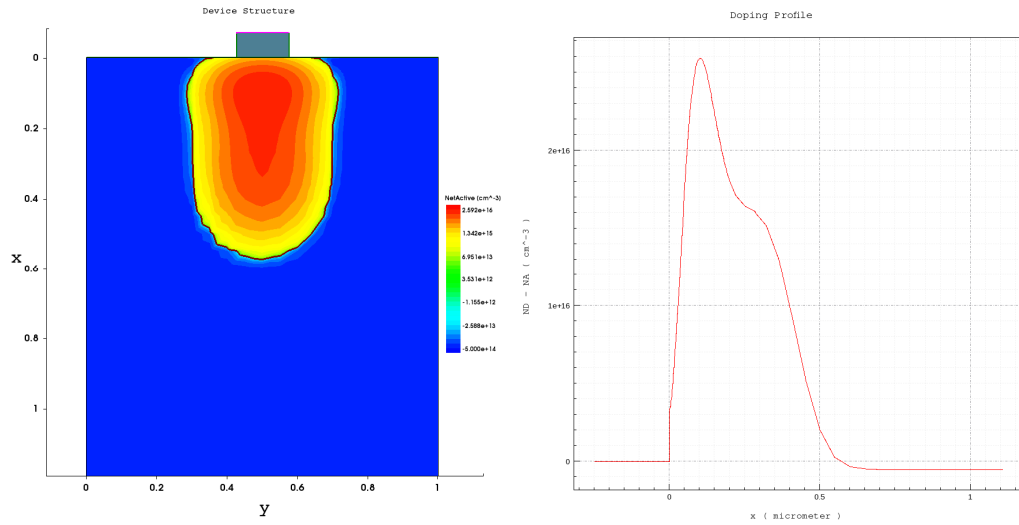 Device Structure
0
0.2
0.4
0.6
0.8
1
x
0
0.2
0.4
0.6
0.8
1
y
NetActive (cm^-3)
2.592e+16
1.342e+15
6.951e+13
3.531e+12
-1.155e+12
-2.588e+13
-5.000e+14
Doping Profile
2e+16
1e+16
0
ND - NA ( cm^-3 )
0
0.5
1
x ( micrometer )